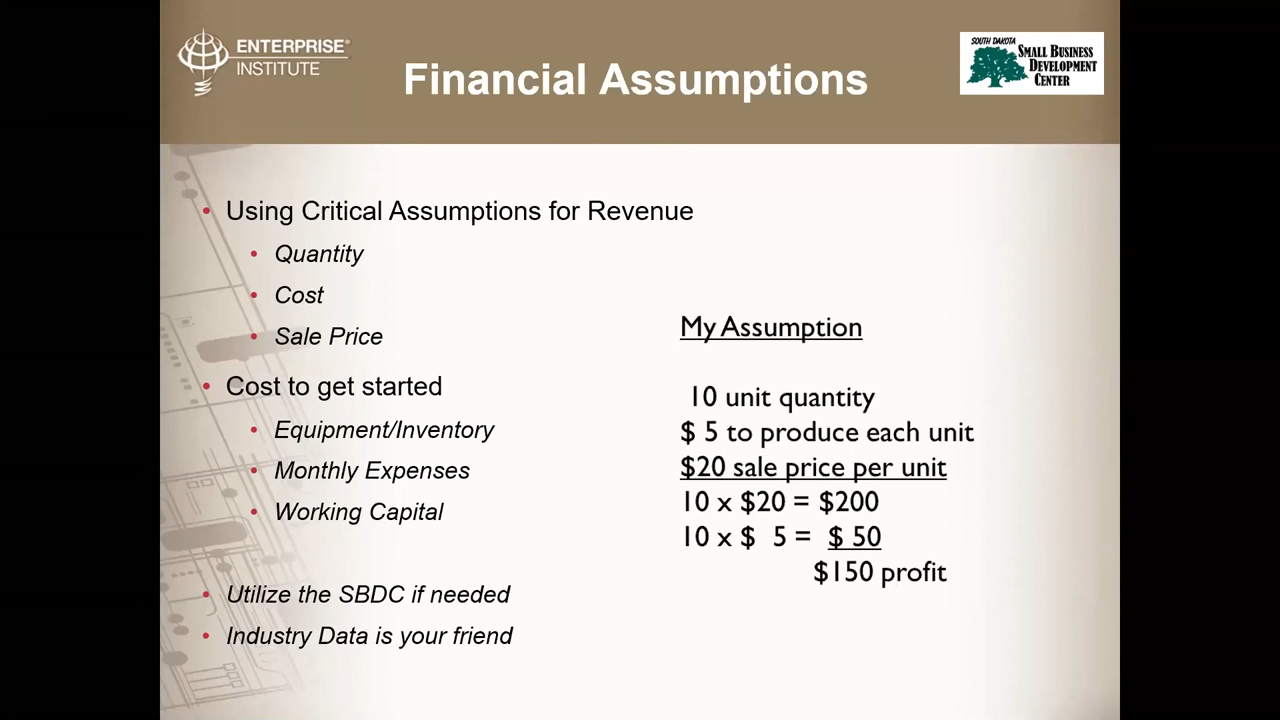 ENTERPRISE®
INSTITUTE
Financial Assumptions
SOUTH DAKOTA
SMALL BUSINESS
DEVELOPMENT
CENTER
• Using Critical Assumptions for Revenue
• Quantity
• Cost
• Sale Price
• Cost to get started
• Equipment/Inventory
• Monthly Expenses
• Working Capital
• Utilize the SBDC if needed
• Industry Data is your friend
My Assumption
10 unit quantity
$ 5 to produce each unit
$20 sale price per unit
10 x $20 = $200
10 x $ 5 = $ 50
$150 profit